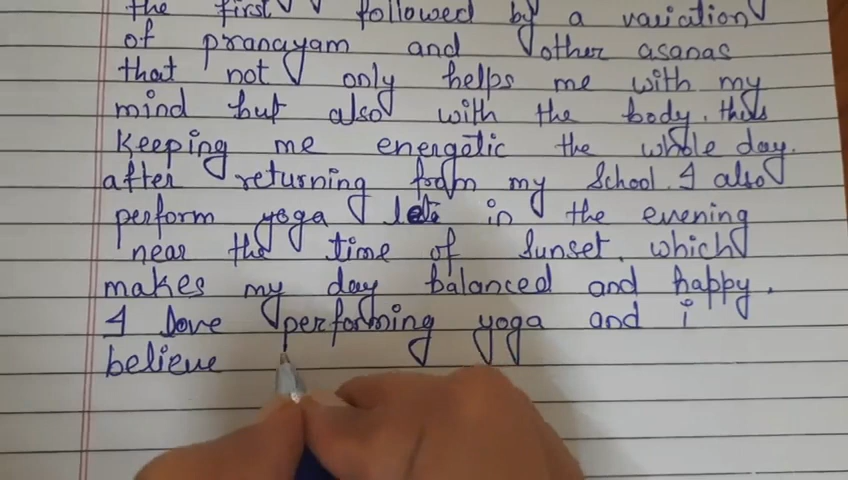 the first followed by a variation
of pranayam and other asanas
that not only helps me with my
mind but also with the body. thus
keeping me energetic the whole day.
after returning from my School. I also
perform yoga late in the evening
near the time of Sunset. which
makes my day balanced and happy.
I love performing yoga and i
believe